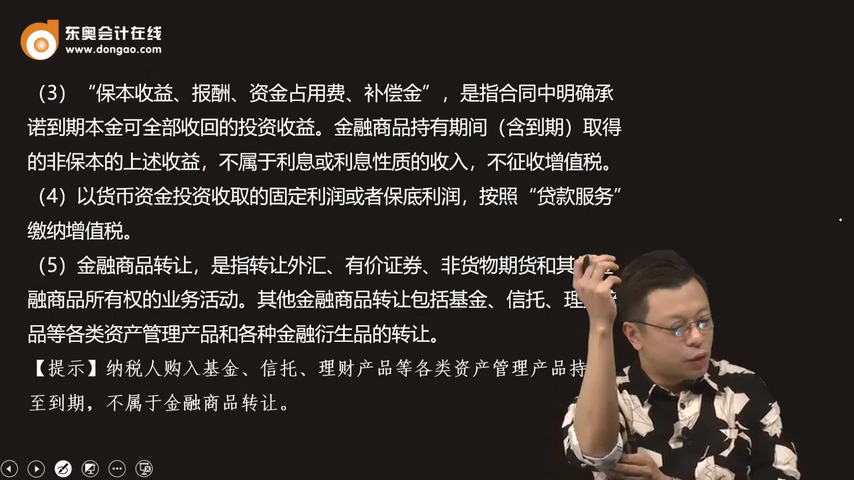 东奥会计在线
www.dongao.com
（3）“保本收益、报酬、资金占用费、补偿金”，是指合同中明确承
诺到期本金可全部收回的投资收益。金融商品持有期间（含到期）取得
的非保本的上述收益，不属于利息或利息性质的收入，不征收增值税。
（4）以货币资金投资收取的固定利润或者保底利润，按照“贷款服务”
缴纳增值税。
（5）金融商品转让，是指转让外汇、有价证券、非货物期货和其
融商品所有权的业务活动。其他金融商品转让包括基金、信托、理
品等各类资产管理产品和各种金融衍生品的转让。
【提示】纳税人购入基金、信托、理财产品等各类资产管理产品持
至到期，不属于金融商品转让。